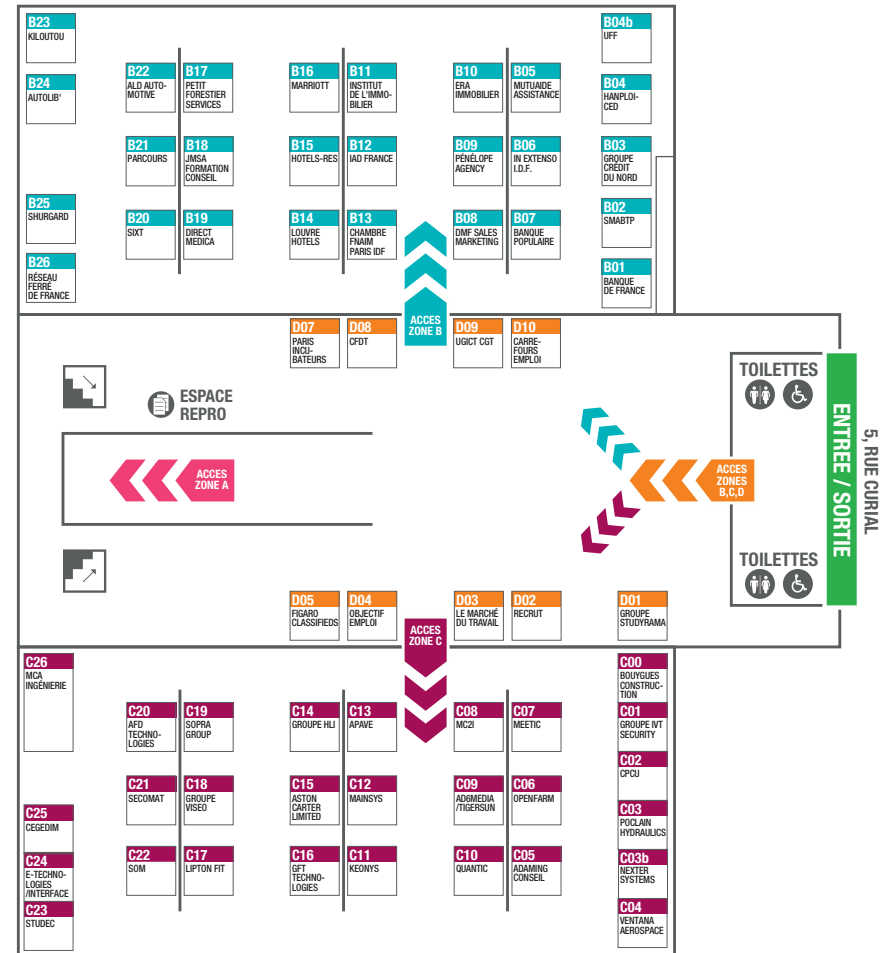 B23
KILOUTOU
B04b
UFF
B24
AUTOLIB'
B22
ALD AUTO-
MOTIVE
B17
PETIT
FORESTIER
SERVICES
B16
MARRIOTT
B11
INSTITUT
DE L'IMMO-
BILIER
B10
ERA
IMMOBILIER
B05
MUTUAIDE
ASSISTANCE
B04
HANPLOI-
CED
B21
PARCOURS
B18
JMSA
FORMATION
CONSEIL
B15
HOTELS-RES
B12
IAD FRANCE
B09
PÉNÉLOPE
AGENCY
B06
IN EXTENSO
I.D.F.
B03
GROUPE
CRÉDIT
DU NORD
B25
SHURGARD
B20
SIXT
B19
DIRECT
MEDICA
B14
LOUVRE
HOTELS
B13
CHAMBRE
FNAIM
PARIS IDF
B08
DMF SALES
MARKETING
B07
BANQUE
POPULAIRE
B02
SMABTP
B26
RÉSEAU
FERRÉ
DE FRANCE
B01
BANQUE
DE FRANCE
D07
PARIS
INCU-
BATEURS
D08
CFDT
ACCES
ZONE B
D09
UGICT CGT
D10
CARRE-
FOURS
EMPLOI
TOILETTES
ESPACE
REPRO
ACCES
ZONE A
ACCES
ZONES
B,C,D
ENTREE / SORTIE
5, RUE CURIAL
TOILETTES
D05
FIGARO
CLASSIFIEDS
D04
OBJECTIF
EMPLOI
ACCES
ZONE C
D03
LE MARCHÉ
DU TRAVAIL
D02
RECRUT
D01
GROUPE
STUDYRAMA
C26
MCA
INGÉNIERIE
C00
BOUYGUES
CONSTRUC-
TION
C20
AFD
TECHNO-
LOGIES
C19
SOPRA
GROUP
C14
GROUPE HLI
C13
APAVE
C08
MC2I
C07
MEETIC
C01
GROUPE IVT
SECURITY
C02
CPCU
C21
SECOMAT
C18
GROUPE
VISEO
C15
ASTON
CARTER
LIMITED
C12
MAINSYS
C09
AD6MEDIA
/TIGERSUN
C06
OPENFARM
C25
CEGEDIM
C03
POCLAIN
HYDRAULICS
C22
SOM
C17
LIPTON FIT
C16
GFT
TECHNO-
LOGIES
C11
KEONYS
C10
QUANTIC
C05
ADAMING
CONSEIL
C24
E-TECHNO-
LOGIES
/INTERFACE
C03b
NEXTER
SYSTEMS
C23
STUDEC
C04
VENTANA
AEROSPACE